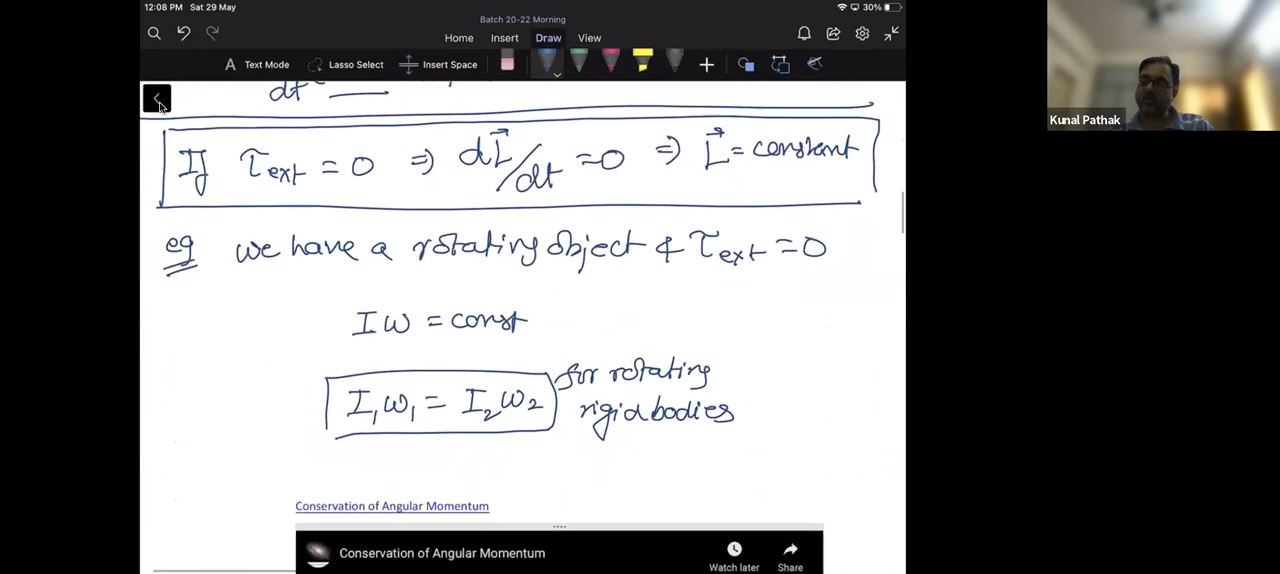 12:08 PM Sat 29 May
30%
Batch 20-22 Morning
Home Insert Draw View
Text Mode Lasso Select Insert Space
dt
If τext = 0 ⇒ dL⃗/dt = 0 ⇒ L⃗ = constant
eg we have a rotating object & τext = 0
Iω = const
I₁ω₁ = I₂ω₂ for rotating
rigid bodies
Conservation of Angular Momentum
Conservation of Angular Momentum
Watch later Share
Kunal Pathak